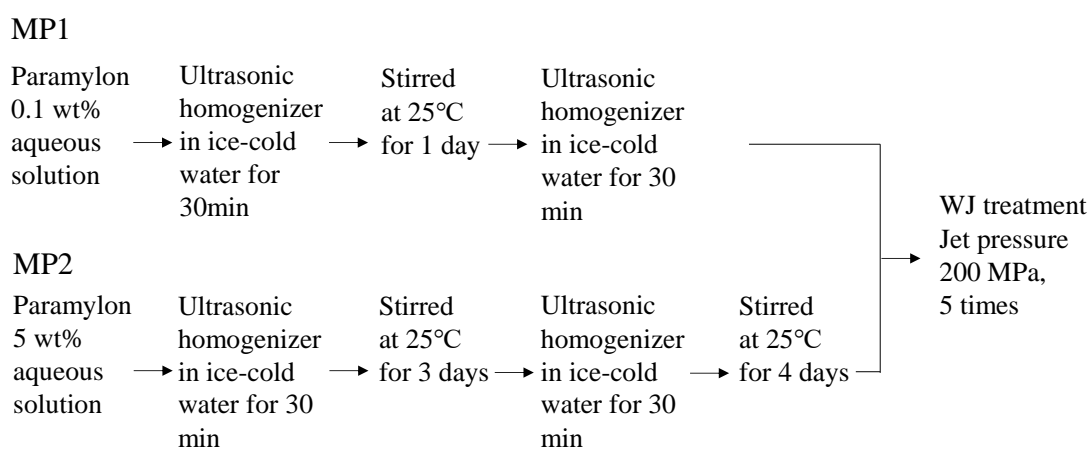 MP1
Paramylon
0.1 wt%
aqueous
solution
Ultrasonic
homogenizer
in ice-cold
water for
30min
Stirred
at 25°C
for 1 day
Ultrasonic
homogenizer
in ice-cold
water for 30
min
MP2
Paramylon
5 wt%
aqueous
solution
Ultrasonic
homogenizer
in ice-cold
water for 30
min
Stirred
at 25°C
for 3 days
Ultrasonic
homogenizer
in ice-cold
water for 30
min
Stirred
at 25°C
for 4 days
WJ treatment
Jet pressure
200 MPa,
5 times